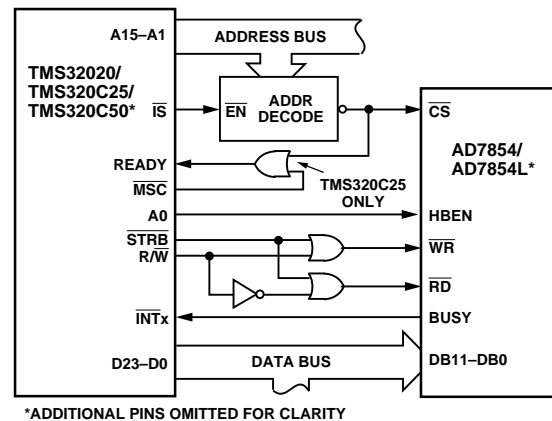 A15–A1
ADDRESS BUS
TMS32020/
TMS320C25/
TMS320C50*
IS
EN
ADDR
DECODE
CS
AD7854/
AD7854L*
READY
TMS320C25
ONLY
MSC
A0
HBEN
STRB
R/W
WR
RD
INTx
BUSY
D23–D0
DATA BUS
DB11–DB0
*ADDITIONAL PINS OMITTED FOR CLARITY